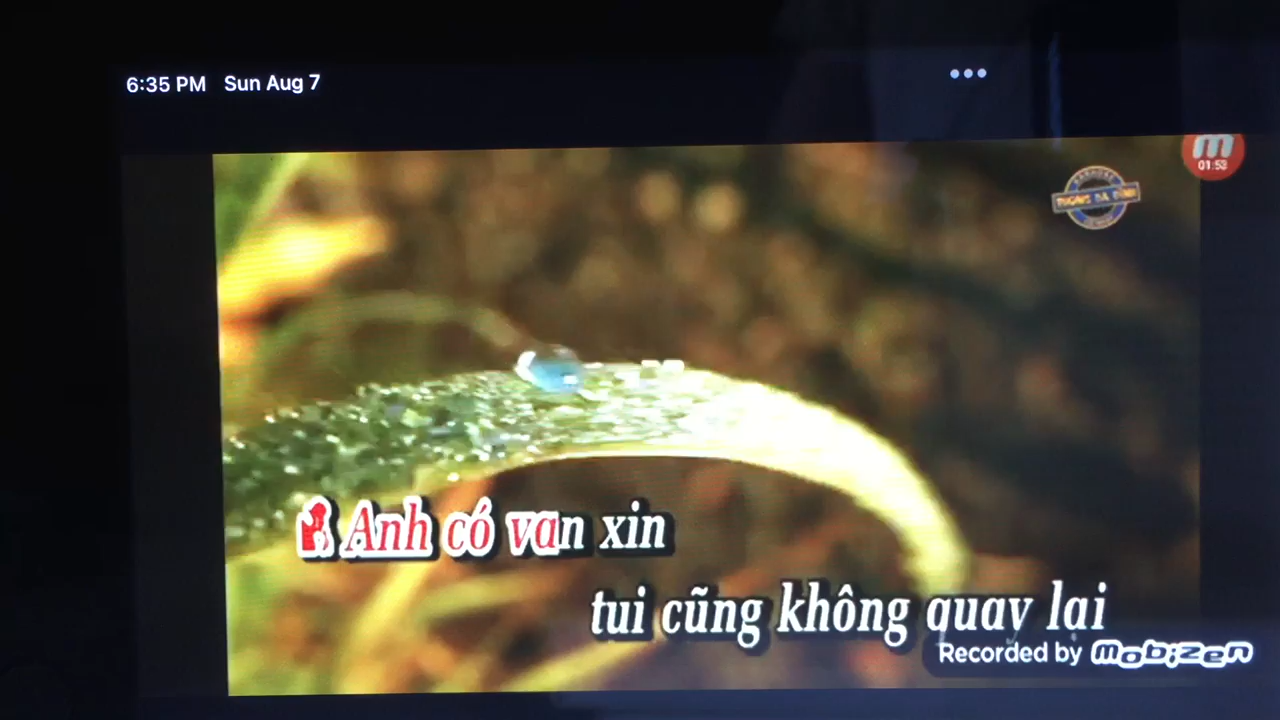 6:35 PM Sun Aug 7
m
01:53
KARAOKE
Anh có van xin
tui cũng không quay lại
Recorded by mobizen